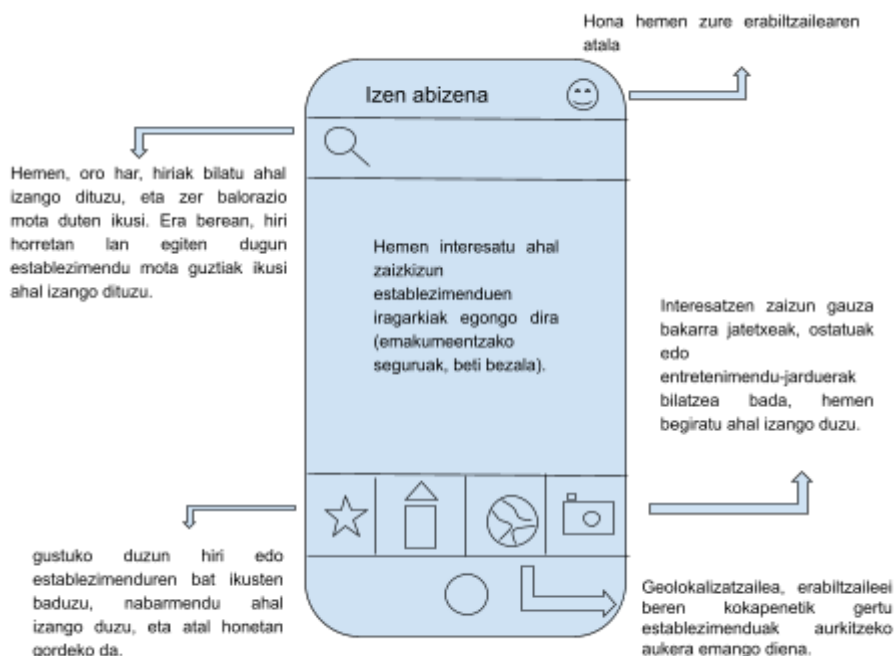 Hona hemen zure erabiltzailearen
atala
Izen abizena
Hemen, oro har, hiriak bilatu ahal
izango dituzu, eta zer balorazio
mota duten ikusi. Era berean, hiri
horretan lan egiten dugun
establezimendu mota guztiak ikusi
ahal izango dituzu.
Hemen interesatu ahal
zaizkizun
establezimenduen
iragarkiak egongo dira
(emakumeentzako
seguruak, beti bezala).
Interesatzen zaizun gauza
bakarra jatetxeak, ostatuak
edo
entretenimendu-jarduerak
bilatzea bada, hemen
begiratu ahal izango duzu.
gustuko duzun hiri edo
establezimenduren bat ikusten
baduzu, nabarmendu ahal
izango duzu, eta atal honetan
gordeko da.
Geolokalizatzailea, erabiltzaileei
beren kokapenetik gertu
establezimenduak aurkitzeko
aukera emango diena.